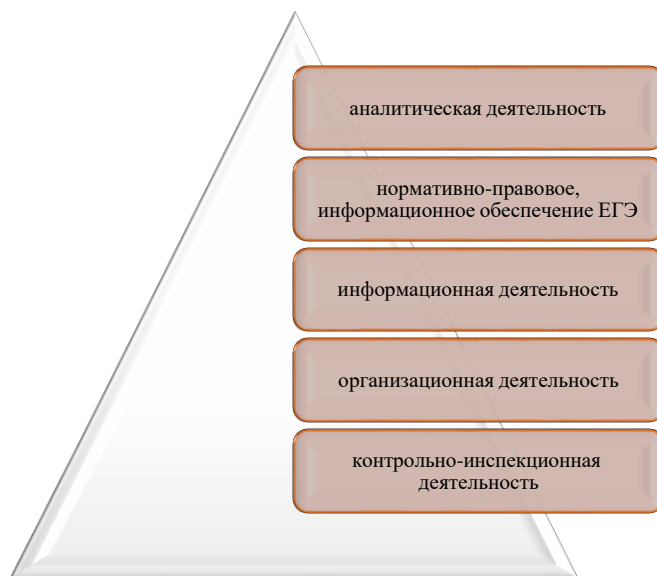 аналитическая деятельность
нормативно-правовое,
информационное обеспечение ЕГЭ
информационная деятельность
организационная деятельность
контрольно-инспекционная
деятельность